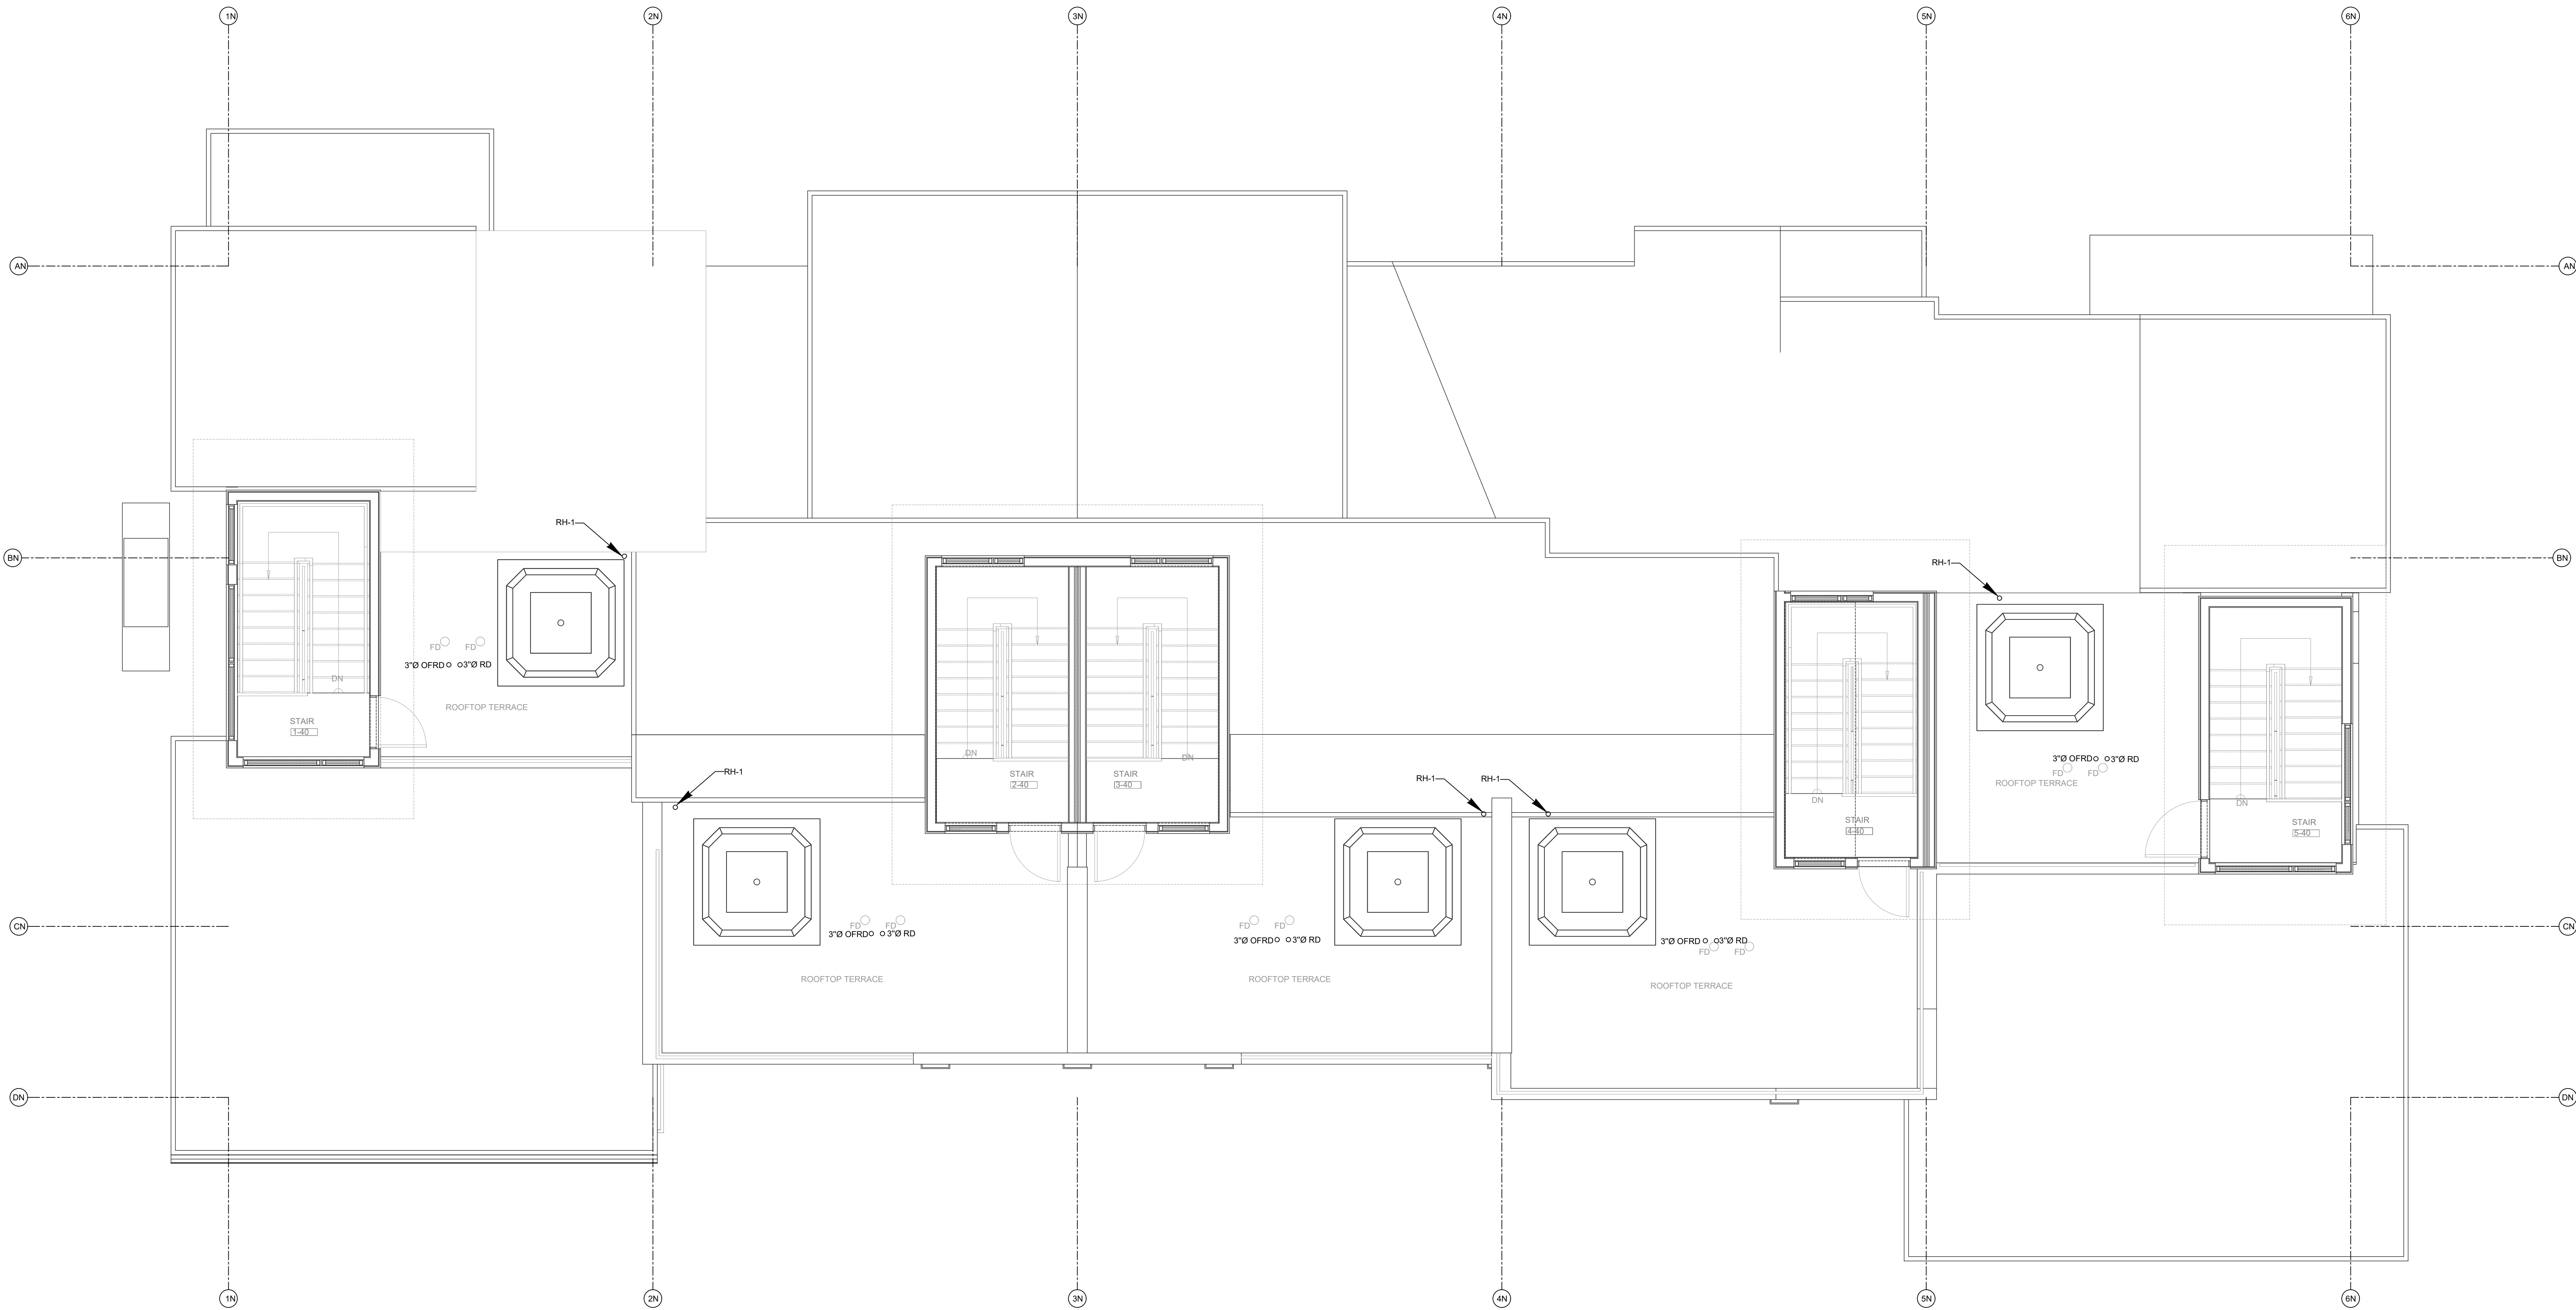 1N
2N
3N
4N
5N
6N
AN
AN
RH-1
BN
BN
RH-1
FD
FD
3"Ø OFRD
3"Ø RD
DN
ROOFTOP TERRACE
STAIR
1-40
DN
DN
STAIR
2-40
STAIR
3-40
RH-1
RH-1
RH-1
3"Ø OFRD
3"Ø RD
FD
FD
ROOFTOP TERRACE
DN
STAIR
4-40
DN
STAIR
5-40
FD
FD
3"Ø OFRD
3"Ø RD
FD
FD
3"Ø OFRD
3"Ø RD
3"Ø OFRD
3"Ø RD
FD
FD
CN
CN
ROOFTOP TERRACE
ROOFTOP TERRACE
ROOFTOP TERRACE
DN
DN
1N
2N
3N
4N
5N
6N